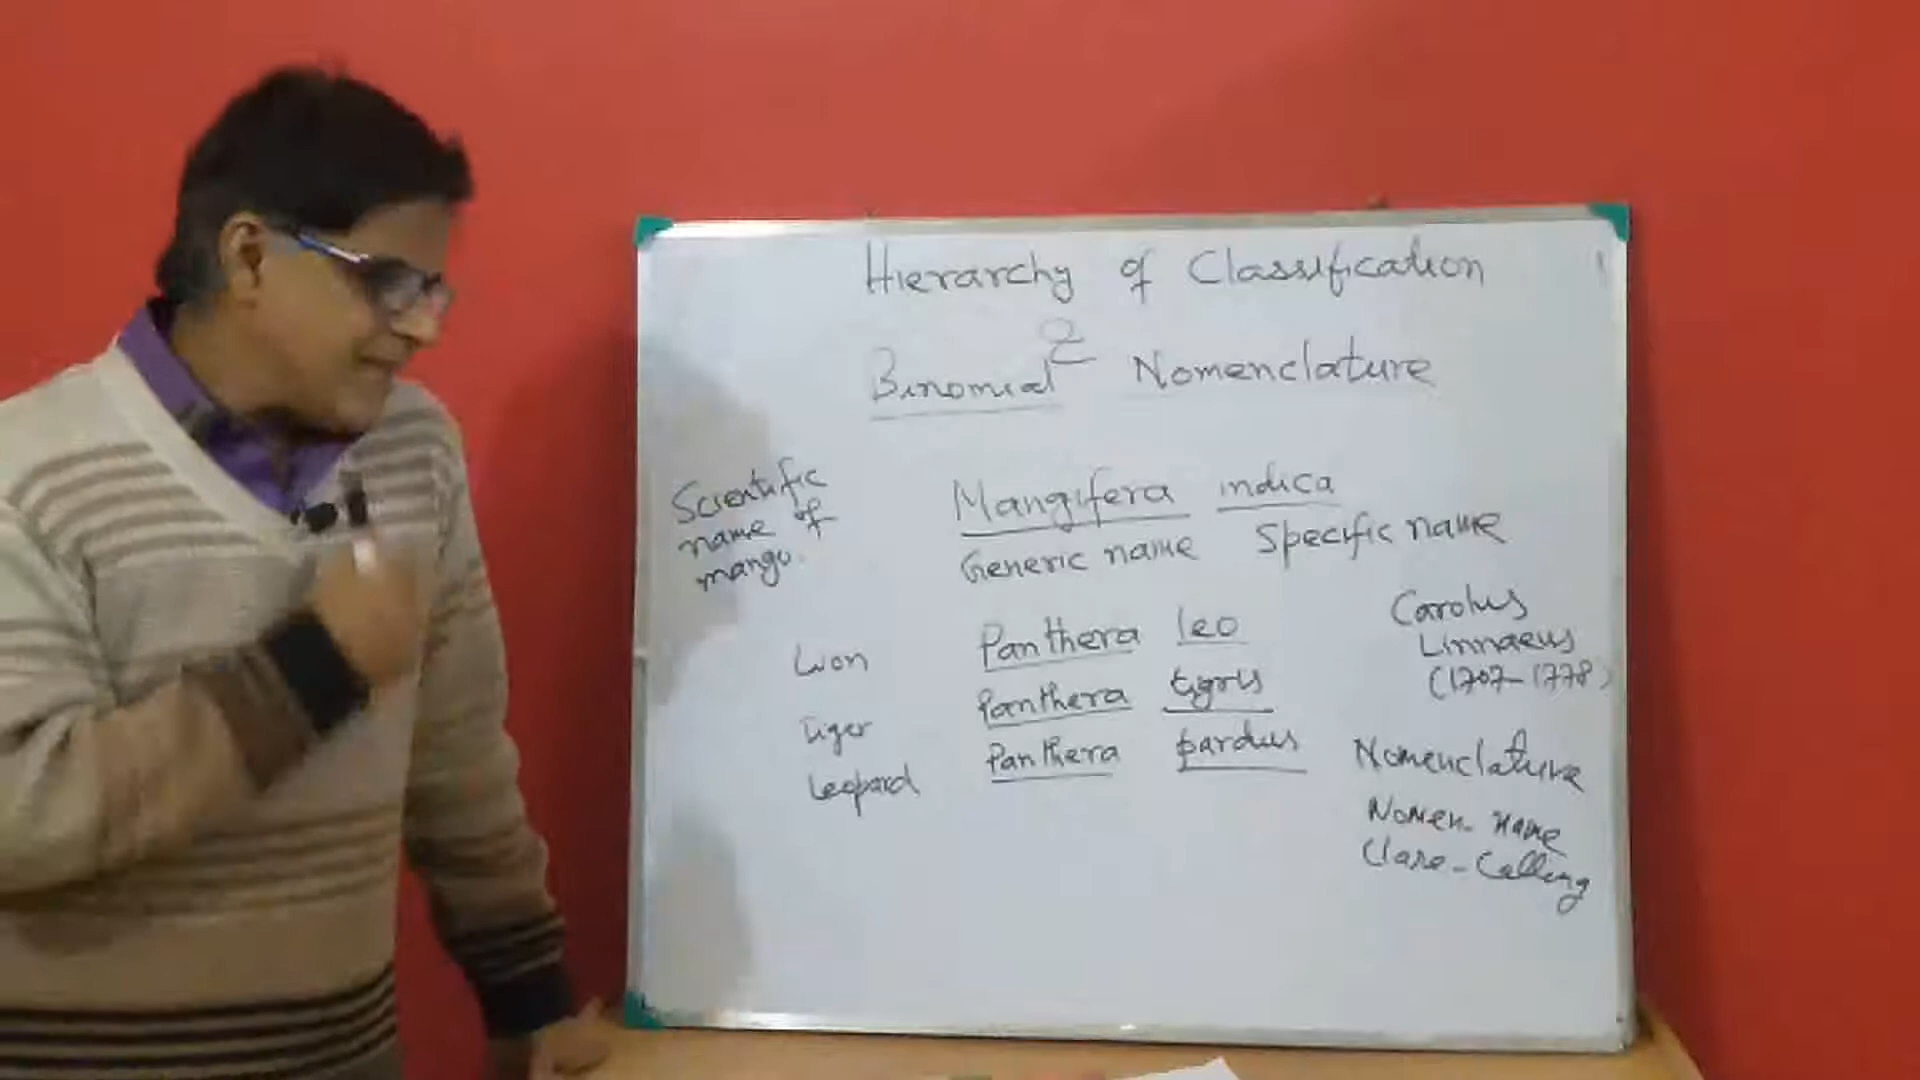 Hierarchy of Classification
2
Binomial Nomenclature
Scientific
name of
mango.
Mangifera indica
Generic name Specific name
Lion Panthera leo
Tiger Panthera tigris
Leopard Panthera pardus
Carolus
Linnaeus
(1707-1778)
Nomenclature
Nomen- name
Clare-Calling